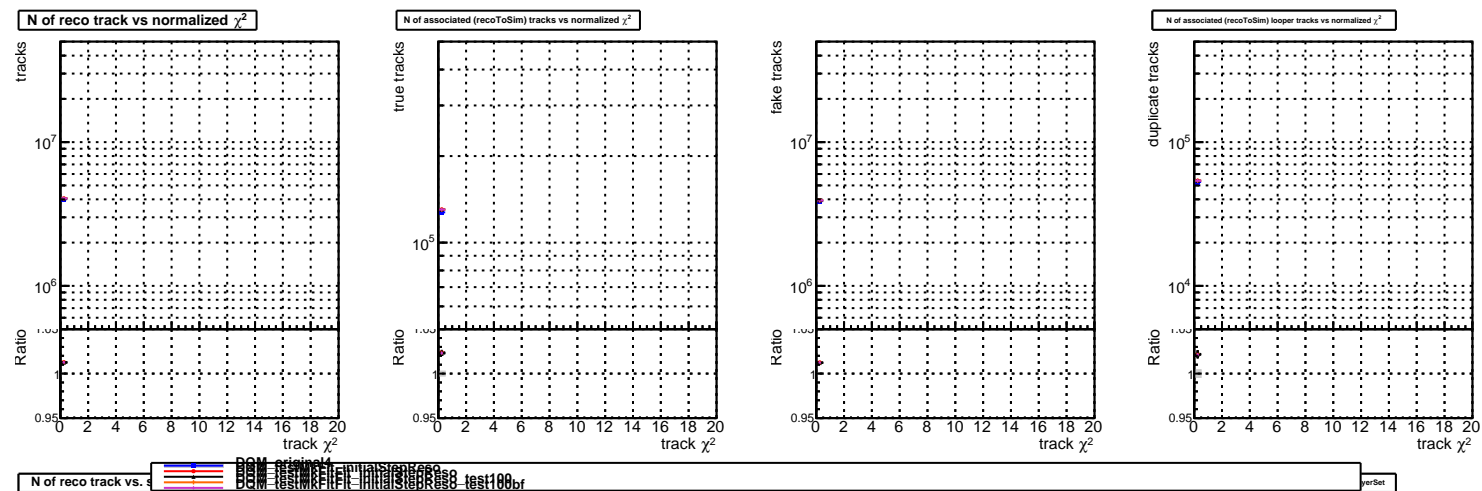 N of reco track vs normalized χ²
N of associated (recoToSim) tracks vs normalized χ²
N of associated (recoToSim) looper tracks vs normalized χ²
tracks
10⁷
10⁶
Ratio
1
0.95
0 2 4 6 8 10 12 14 16 18 20
track χ²
true tracks
10⁵
Ratio
1
0.95
0 2 4 6 8 10 12 14 16 18 20
track χ²
fake tracks
10⁷
10⁶
Ratio
1
0.95
0 2 4 6 8 10 12 14 16 18 20
track χ²
duplicate tracks
10⁵
10⁴
Ratio
1
0.95
0 2 4 6 8 10 12 14 16 18 20
track χ²
DQM_original4
DQM_testMkFitFit_initialStepReso
DQM_testMkFitFit_initialStepReso_test100
DQM_testMkFitFit_initialStepReso_test100bf
N of reco track vs. s
yerSet